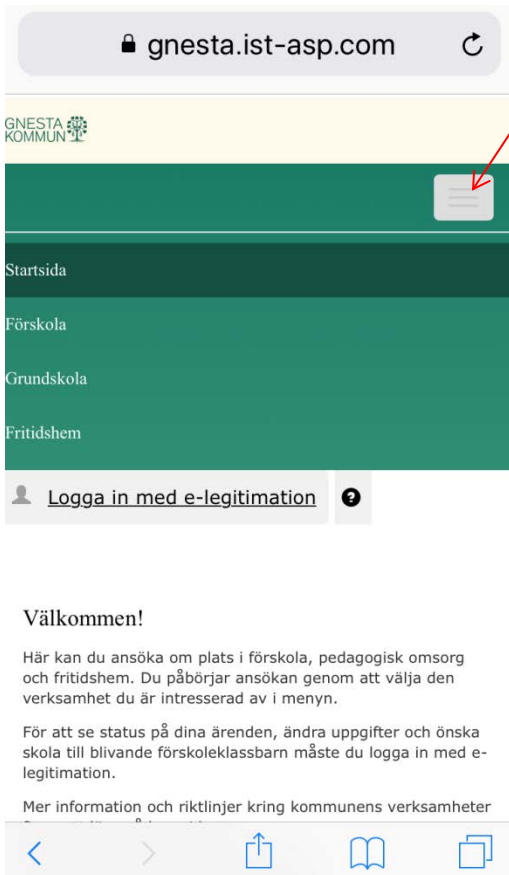 gnesta.ist-asp.com
GNESTA
KOMMUN
Startsida
Förskola
Grundskola
Fritidshem
Logga in med e-legitimation
Välkommen!
Här kan du ansöka om plats i förskola, pedagogisk omsorg
och fritidshem. Du påbörjar ansökan genom att välja den
verksamhet du är intresserad av i menyn.
För att se status på dina ärenden, ändra uppgifter och önska
skola till blivande förskoleklassbarn måste du logga in med e-
legitimation.
Mer information och riktlinjer kring kommunens verksamheter